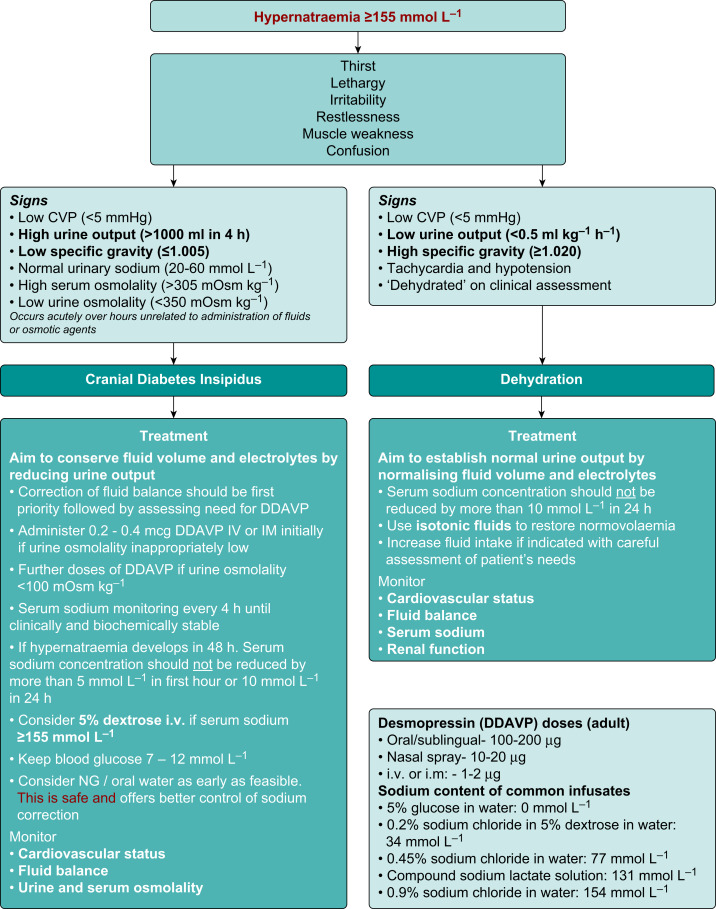 Hypernatraemia ≥155 mmol L⁻¹
Thirst
Lethargy
Irritability
Restlessness
Muscle weakness
Confusion
Signs
• Low CVP (<5 mmHg)
• High urine output (>1000 ml in 4 h)
• Low specific gravity (≤1.005)
• Normal urinary sodium (20-60 mmol L⁻¹)
• High serum osmolality (>305 mOsm kg⁻¹)
• Low urine osmolality (<350 mOsm kg⁻¹)
Occurs acutely over hours unrelated to administration of fluids
or osmotic agents
Signs
• Low CVP (<5 mmHg)
• Low urine output (<0.5 ml kg⁻¹ h⁻¹)
• High specific gravity (≥1.020)
• Tachycardia and hypotension
• ‘Dehydrated’ on clinical assessment
Cranial Diabetes Insipidus
Dehydration
Treatment
Aim to conserve fluid volume and electrolytes by
reducing urine output
• Correction of fluid balance should be first
priority followed by assessing need for DDAVP
• Administer 0.2 - 0.4 mcg DDAVP IV or IM initially
if urine osmolality inappropriately low
• Further doses of DDAVP if urine osmolality
<100 mOsm kg⁻¹
• Serum sodium monitoring every 4 h until
clinically and biochemically stable
• If hypernatraemia develops in 48 h. Serum
sodium concentration should not be reduced by
more than 5 mmol L⁻¹ in first hour or 10 mmol L⁻¹
in 24 h
• Consider 5% dextrose i.v. if serum sodium
≥155 mmol L⁻¹
• Keep blood glucose 7 – 12 mmol L⁻¹
• Consider NG / oral water as early as feasible.
This is safe and offers better control of sodium
correction
Monitor
• Cardiovascular status
• Fluid balance
• Urine and serum osmolality
Treatment
Aim to establish normal urine output by
normalising fluid volume and electrolytes
• Serum sodium concentration should not be
reduced by more than 10 mmol L⁻¹ in 24 h
• Use isotonic fluids to restore normovolaemia
• Increase fluid intake if indicated with careful
assessment of patient's needs
Monitor
• Cardiovascular status
• Fluid balance
• Serum sodium
• Renal function
Desmopressin (DDAVP) doses (adult)
• Oral/sublingual- 100-200 µg
• Nasal spray- 10-20 µg
• i.v. or i.m: - 1-2 µg
Sodium content of common infusates
• 5% glucose in water: 0 mmol L⁻¹
• 0.2% sodium chloride in 5% dextrose in water:
34 mmol L⁻¹
• 0.45% sodium chloride in water: 77 mmol L⁻¹
• Compound sodium lactate solution: 131 mmol L⁻¹
• 0.9% sodium chloride in water: 154 mmol L⁻¹